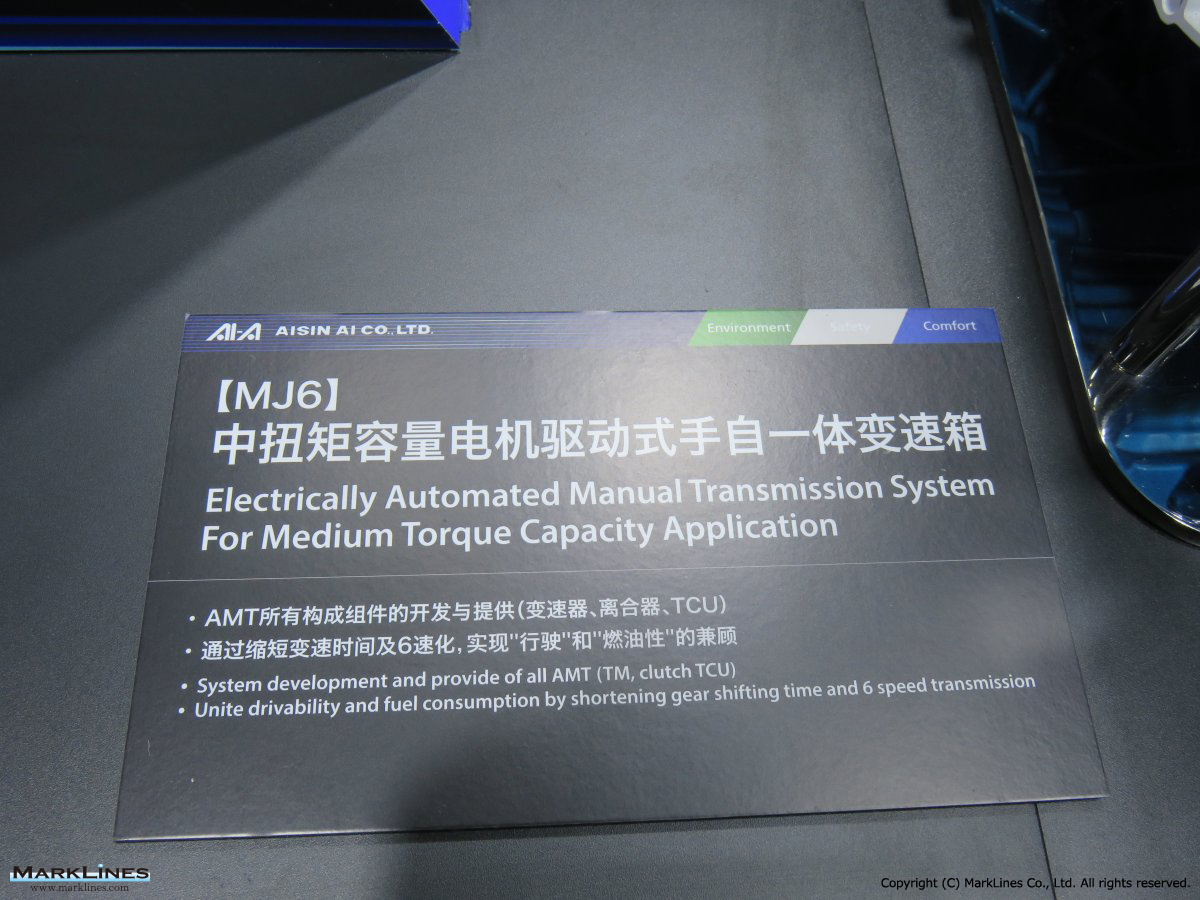 AI-A AISIN AI CO., LTD.
Environment Safety Comfort
【MJ6】
中扭矩容量电机驱动式手自一体变速箱
Electrically Automated Manual Transmission System
For Medium Torque Capacity Application
・AMT所有构成组件的开发与提供(变速器、离合器、TCU)
・通过缩短变速时间及6速化,实现"行驶"和"燃油性"的兼顾
・System development and provide of all AMT (TM, clutch TCU)
・Unite drivability and fuel consumption by shortening gear shifting time and 6 speed transmission
MARKLINES
www.marklines.com
Copyright (C) MarkLines Co., Ltd. All rights reserved.